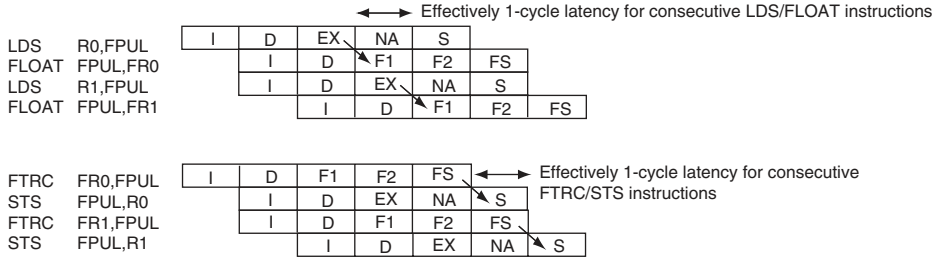 Effectively 1-cycle latency for consecutive LDS/FLOAT instructions
LDS R0,FPUL I D EX NA S
FLOAT FPUL,FR0 I D F1 F2 FS
LDS R1,FPUL I D EX NA S
FLOAT FPUL,FR1 I D F1 F2 FS
Effectively 1-cycle latency for consecutive
FTRC/STS instructions
FTRC FR0,FPUL I D F1 F2 FS
STS FPUL,R0 I D EX NA S
FTRC FR1,FPUL I D F1 F2 FS
STS FPUL,R1 I D EX NA S